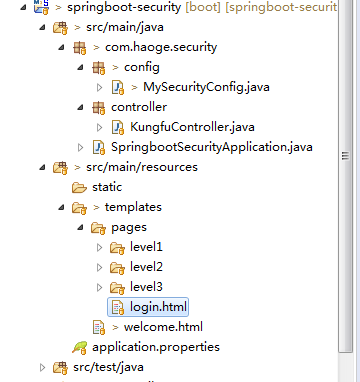 > springboot-security [boot] [springboot-securit
src/main/java
> com.haoge.security
> config
> MySecurityConfig.java
controller
KungfuController.java
SpringbootSecurityApplication.java
> src/main/resources
static
> templates
pages
level1
level2
level3
login.html
> welcome.html
application.properties
src/test/java